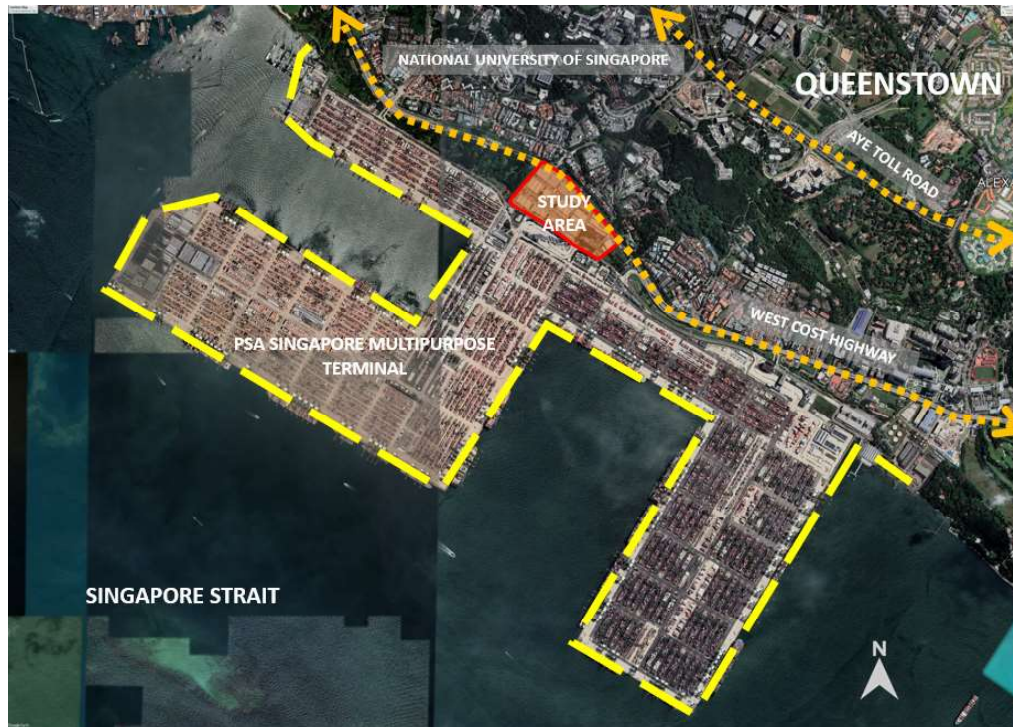 NATIONAL UNIVERSITY OF SINGAPORE
QUEENSTOWN
AYE TOLL ROAD
ALEX
STUDY
AREA
WEST COST HIGHWAY
PSA SINGAPORE MULTIPURPOSE
TERMINAL
SINGAPORE STRAIT
N